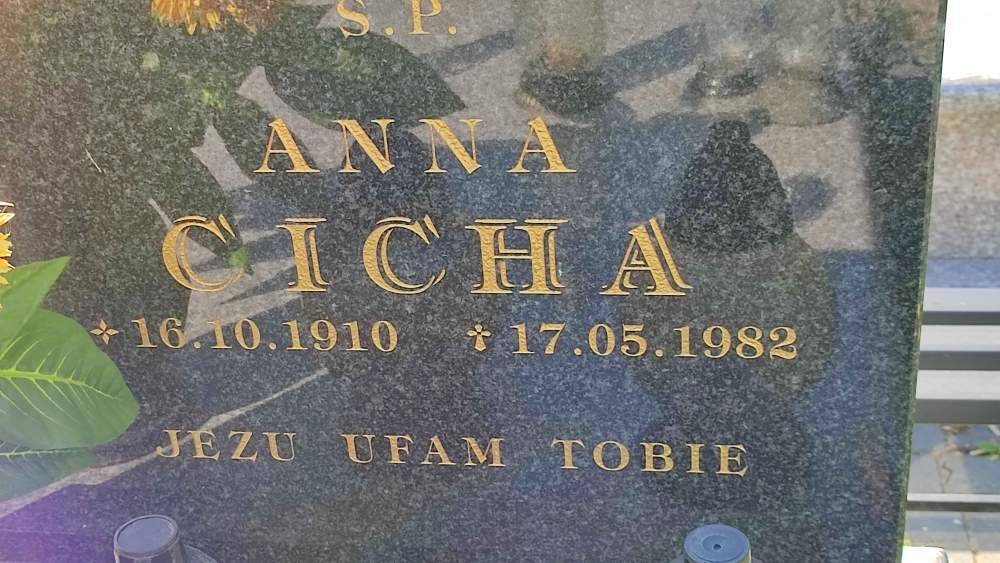 S.P.
ANNA
CICHA
16.10.1910 17.05.1982
JEZU UFAM TOBIE